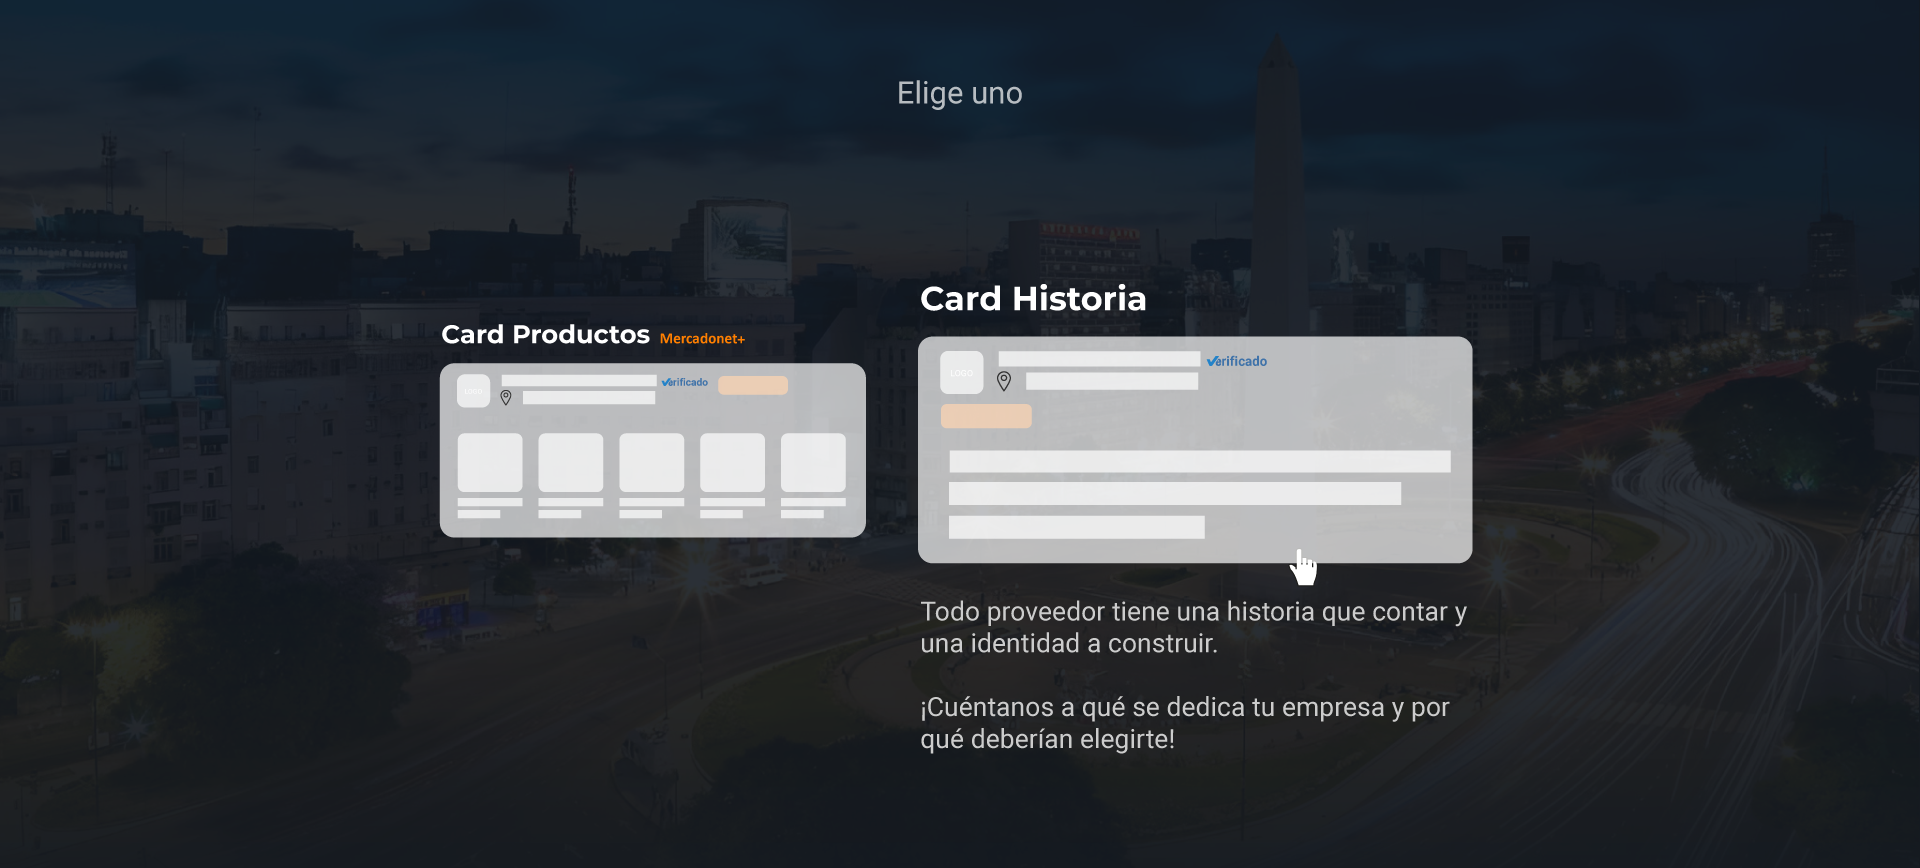 Elige uno
Card Historia
Card Productos Mercadonet+
Verificado
Verificado
LOGO
Todo proveedor tiene una historia que contar y
una identidad a construir.
¡Cuéntanos a qué se dedica tu empresa y por
qué deberían elegirte!